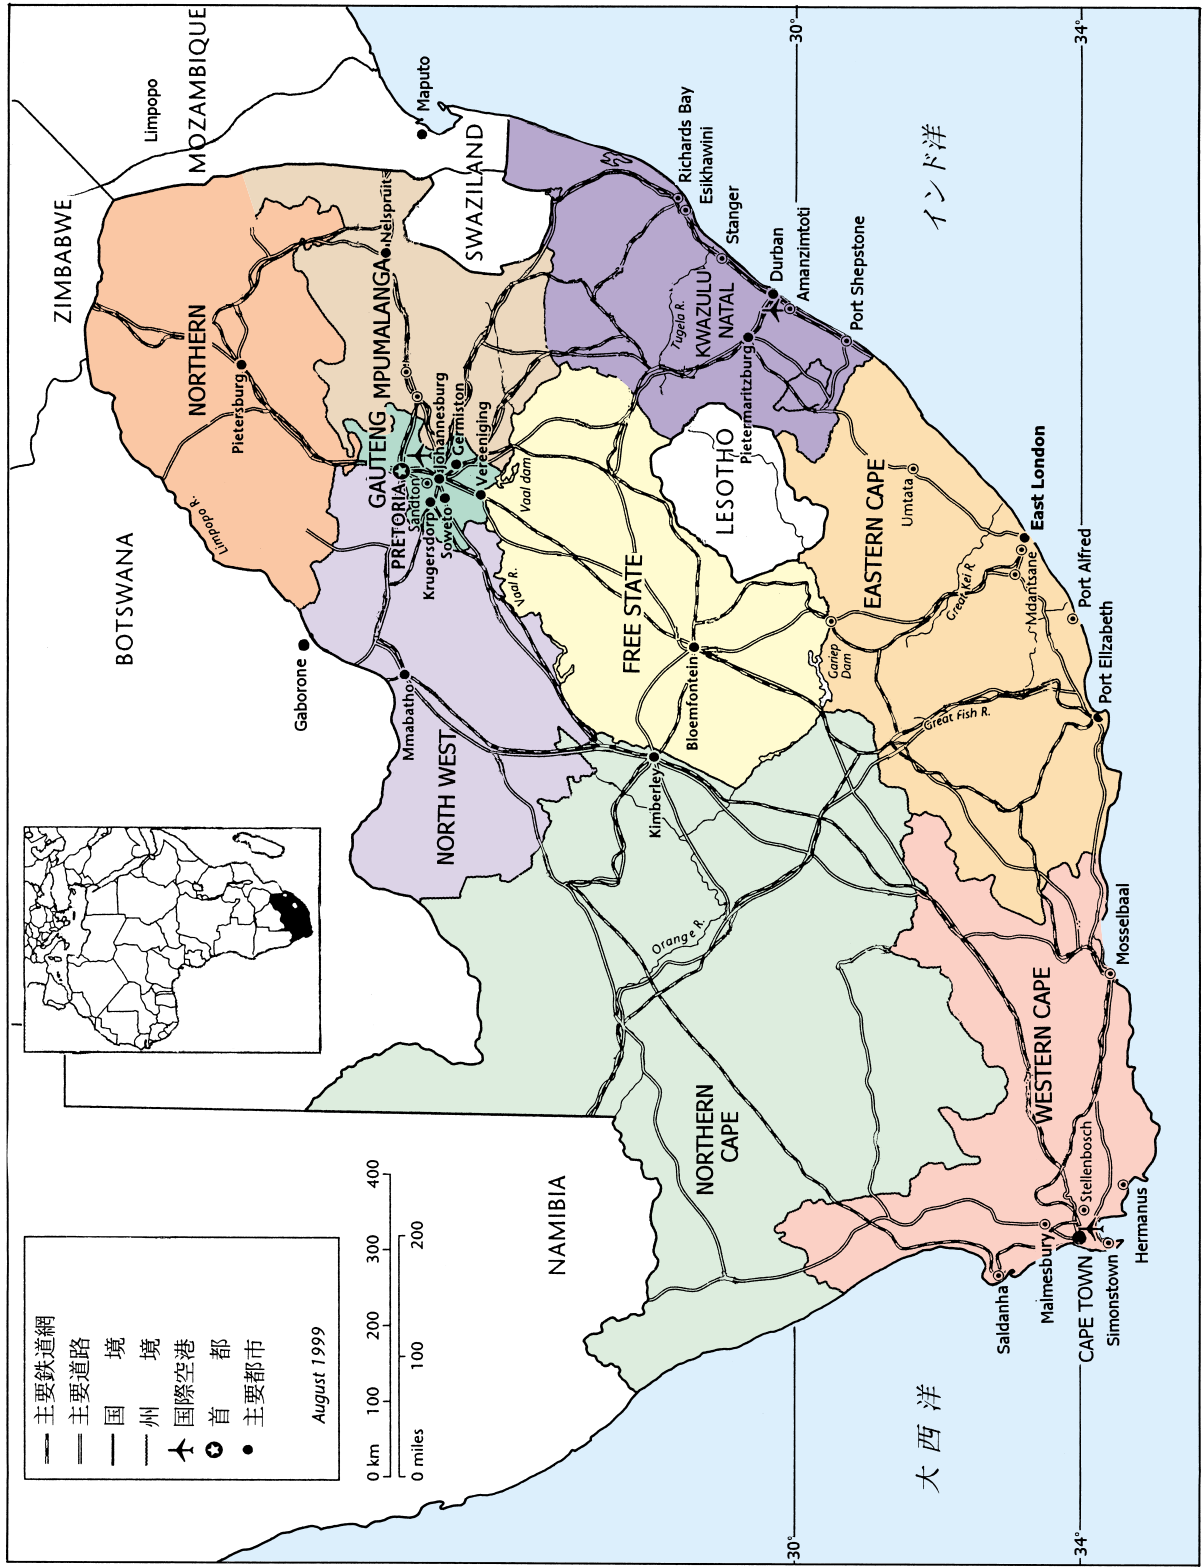 主要鉄道網
主要道路
国　境
州　境
国際空港
首　都
主要都市
August 1999
0 km 100 200 300 400
0 miles 100 200
BOTSWANA
ZIMBABWE
MOZAMBIQUE
Limpopo
Maputo
SWAZILAND
NAMIBIA
Gaborone
Limpopo R.
NORTHERN
Pietersburg
MPUMALANGA
Nelspruit
GAUTENG
PRETORIA
Sandton
Johannesburg
Krugersdorp
Soweto
Germiston
Vereeniging
Vaal dam
Vaal R.
NORTH WEST
Mmabatho
FREE STATE
Bloemfontein
LESOTHO
KWAZULU
NATAL
Tugela R.
Pietermaritzburg
Richards Bay
Esikhawini
Stanger
Durban
Amanzimtoti
Port Shepstone
NORTHERN
CAPE
Kimberley
Orange R.
EASTERN CAPE
Umtata
Gariep
Dam
Great Kei R.
Great Fish R.
Mdantsane
East London
Port Alfred
Port Elizabeth
WESTERN CAPE
Mosselbaal
Stellenbosch
Hermanus
Malmesbury
CAPE TOWN
Simonstown
Saldanha
大西洋
インド洋
30°
34°
30°
34°